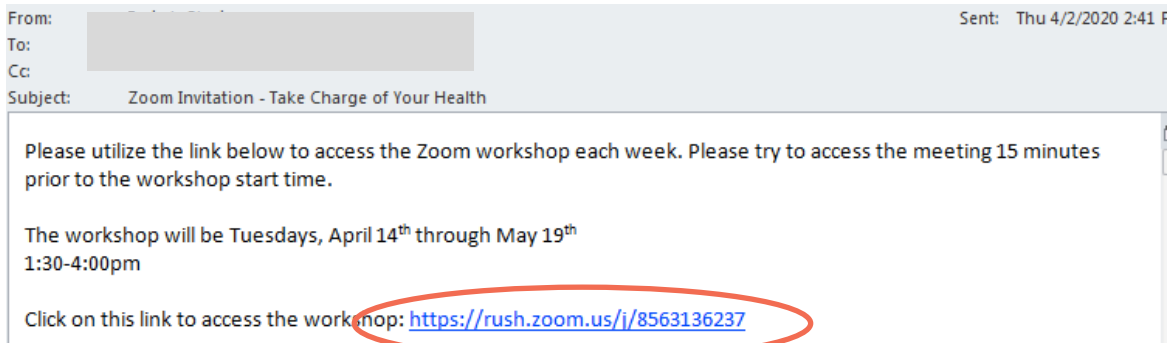 From:
Sent: Thu 4/2/2020 2:41 P
To:
Cc:
Subject: Zoom Invitation - Take Charge of Your Health
Please utilize the link below to access the Zoom workshop each week. Please try to access the meeting 15 minutes
prior to the workshop start time.
The workshop will be Tuesdays, April 14th through May 19th
1:30-4:00pm
Click on this link to access the workshop: https://rush.zoom.us/j/8563136237